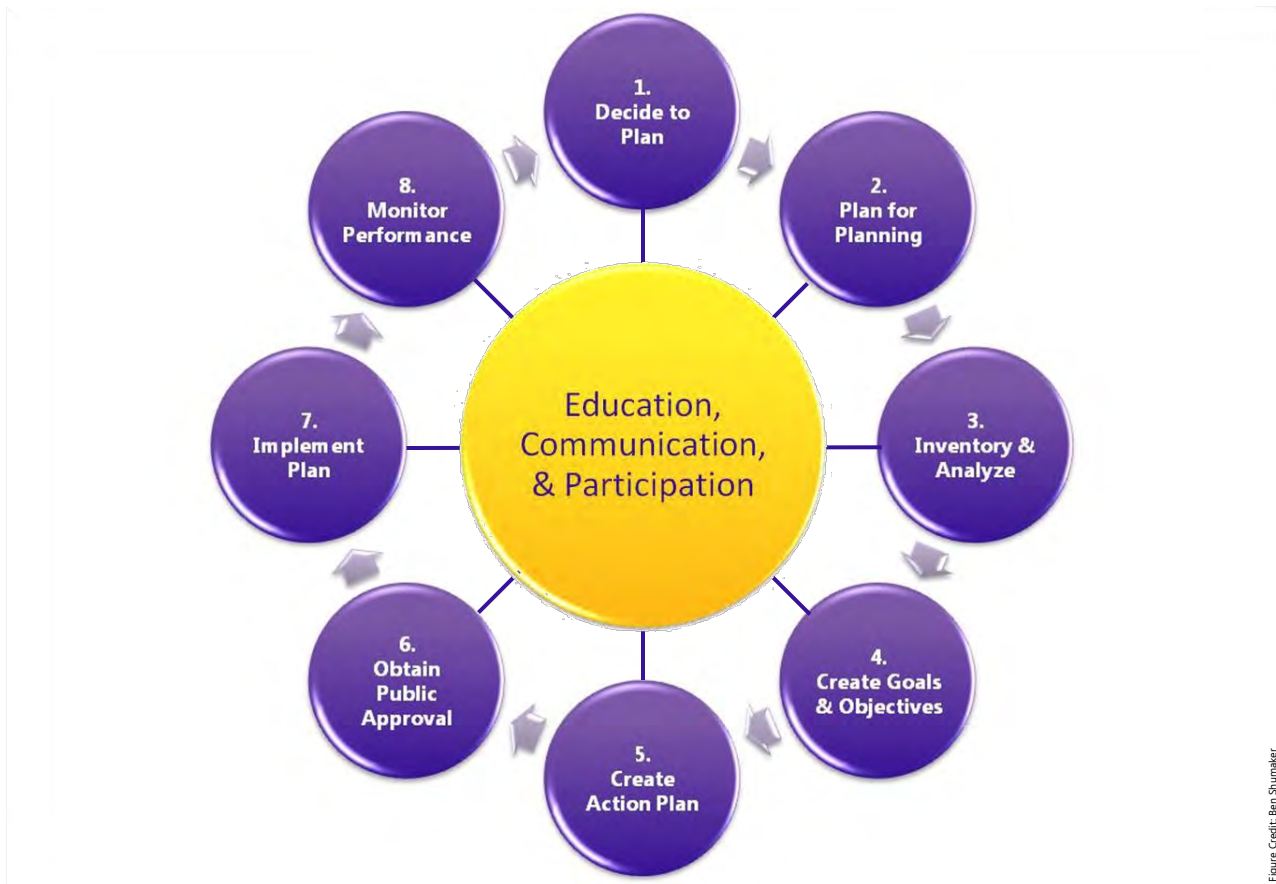 1.
Decide to
Plan
2.
Plan for
Planning
3.
Inventory &
Analyze
4.
Create Goals
& Objectives
5.
Create
Action Plan
6.
Obtain
Public
Approval
7.
Implement
Plan
8.
Monitor
Performance
Education,
Communication,
& Participation
Figure Credit: Ben Shumaker